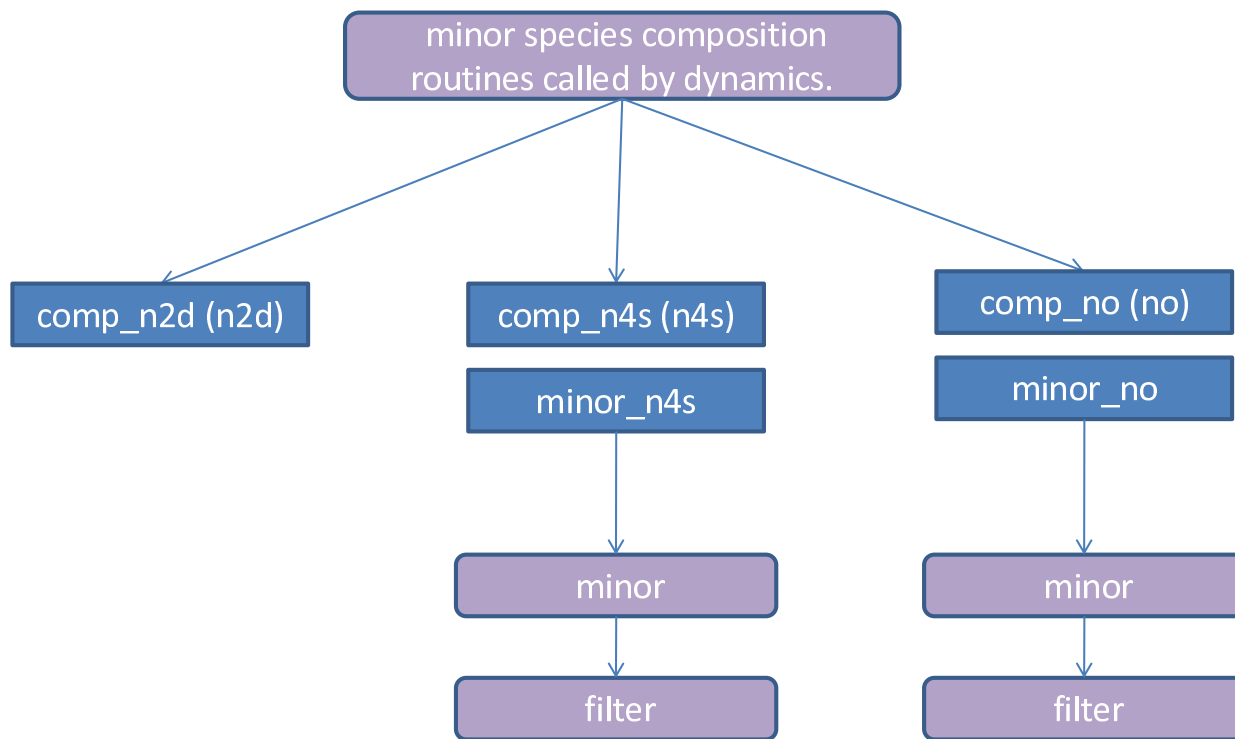 minor species composition
routines called by dynamics.
comp_n2d (n2d)
comp_n4s (n4s)
comp_no (no)
minor_n4s
minor_no
minor
minor
filter
filter